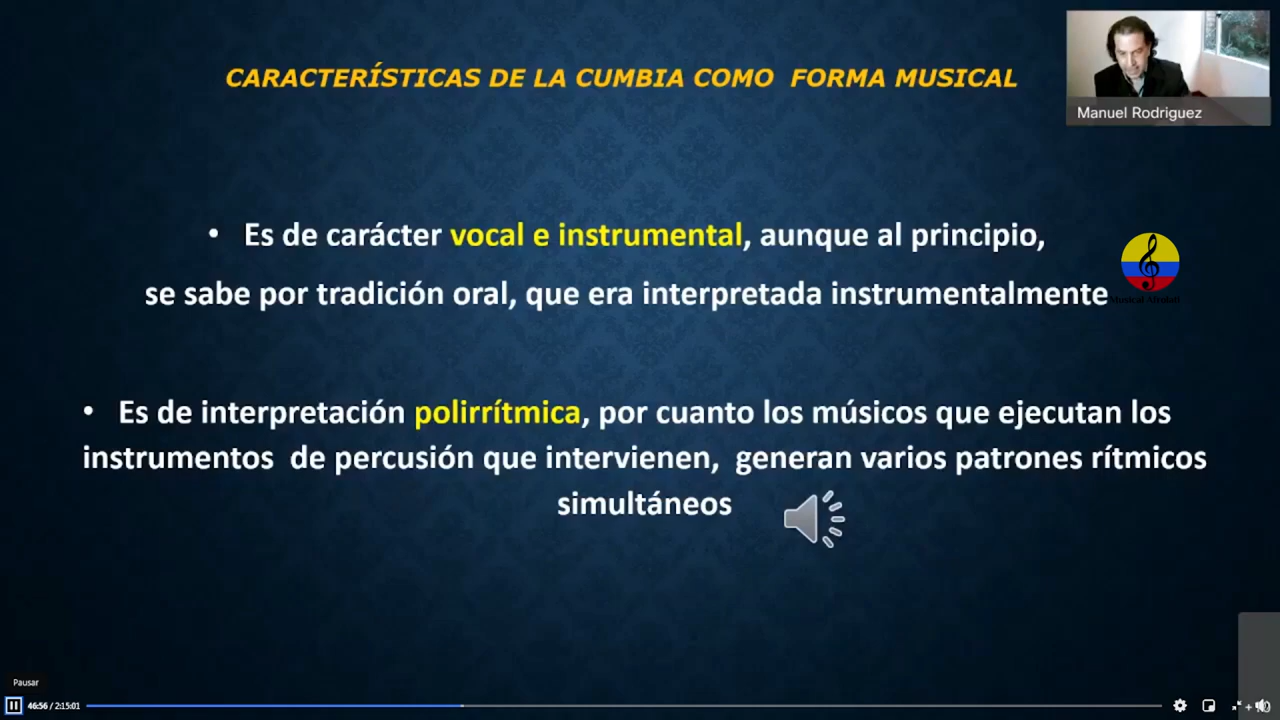 CARACTERÍSTICAS DE LA CUMBIA COMO FORMA MUSICAL
Manuel Rodriguez
• Es de carácter vocal e instrumental, aunque al principio,
se sabe por tradición oral, que era interpretada instrumentalmente
Musical Afrolat
• Es de interpretación polirrítmica, por cuanto los músicos que ejecutan los
instrumentos de percusión que intervienen, generan varios patrones rítmicos
simultáneos
Pausar
46:56 / 2:15:01